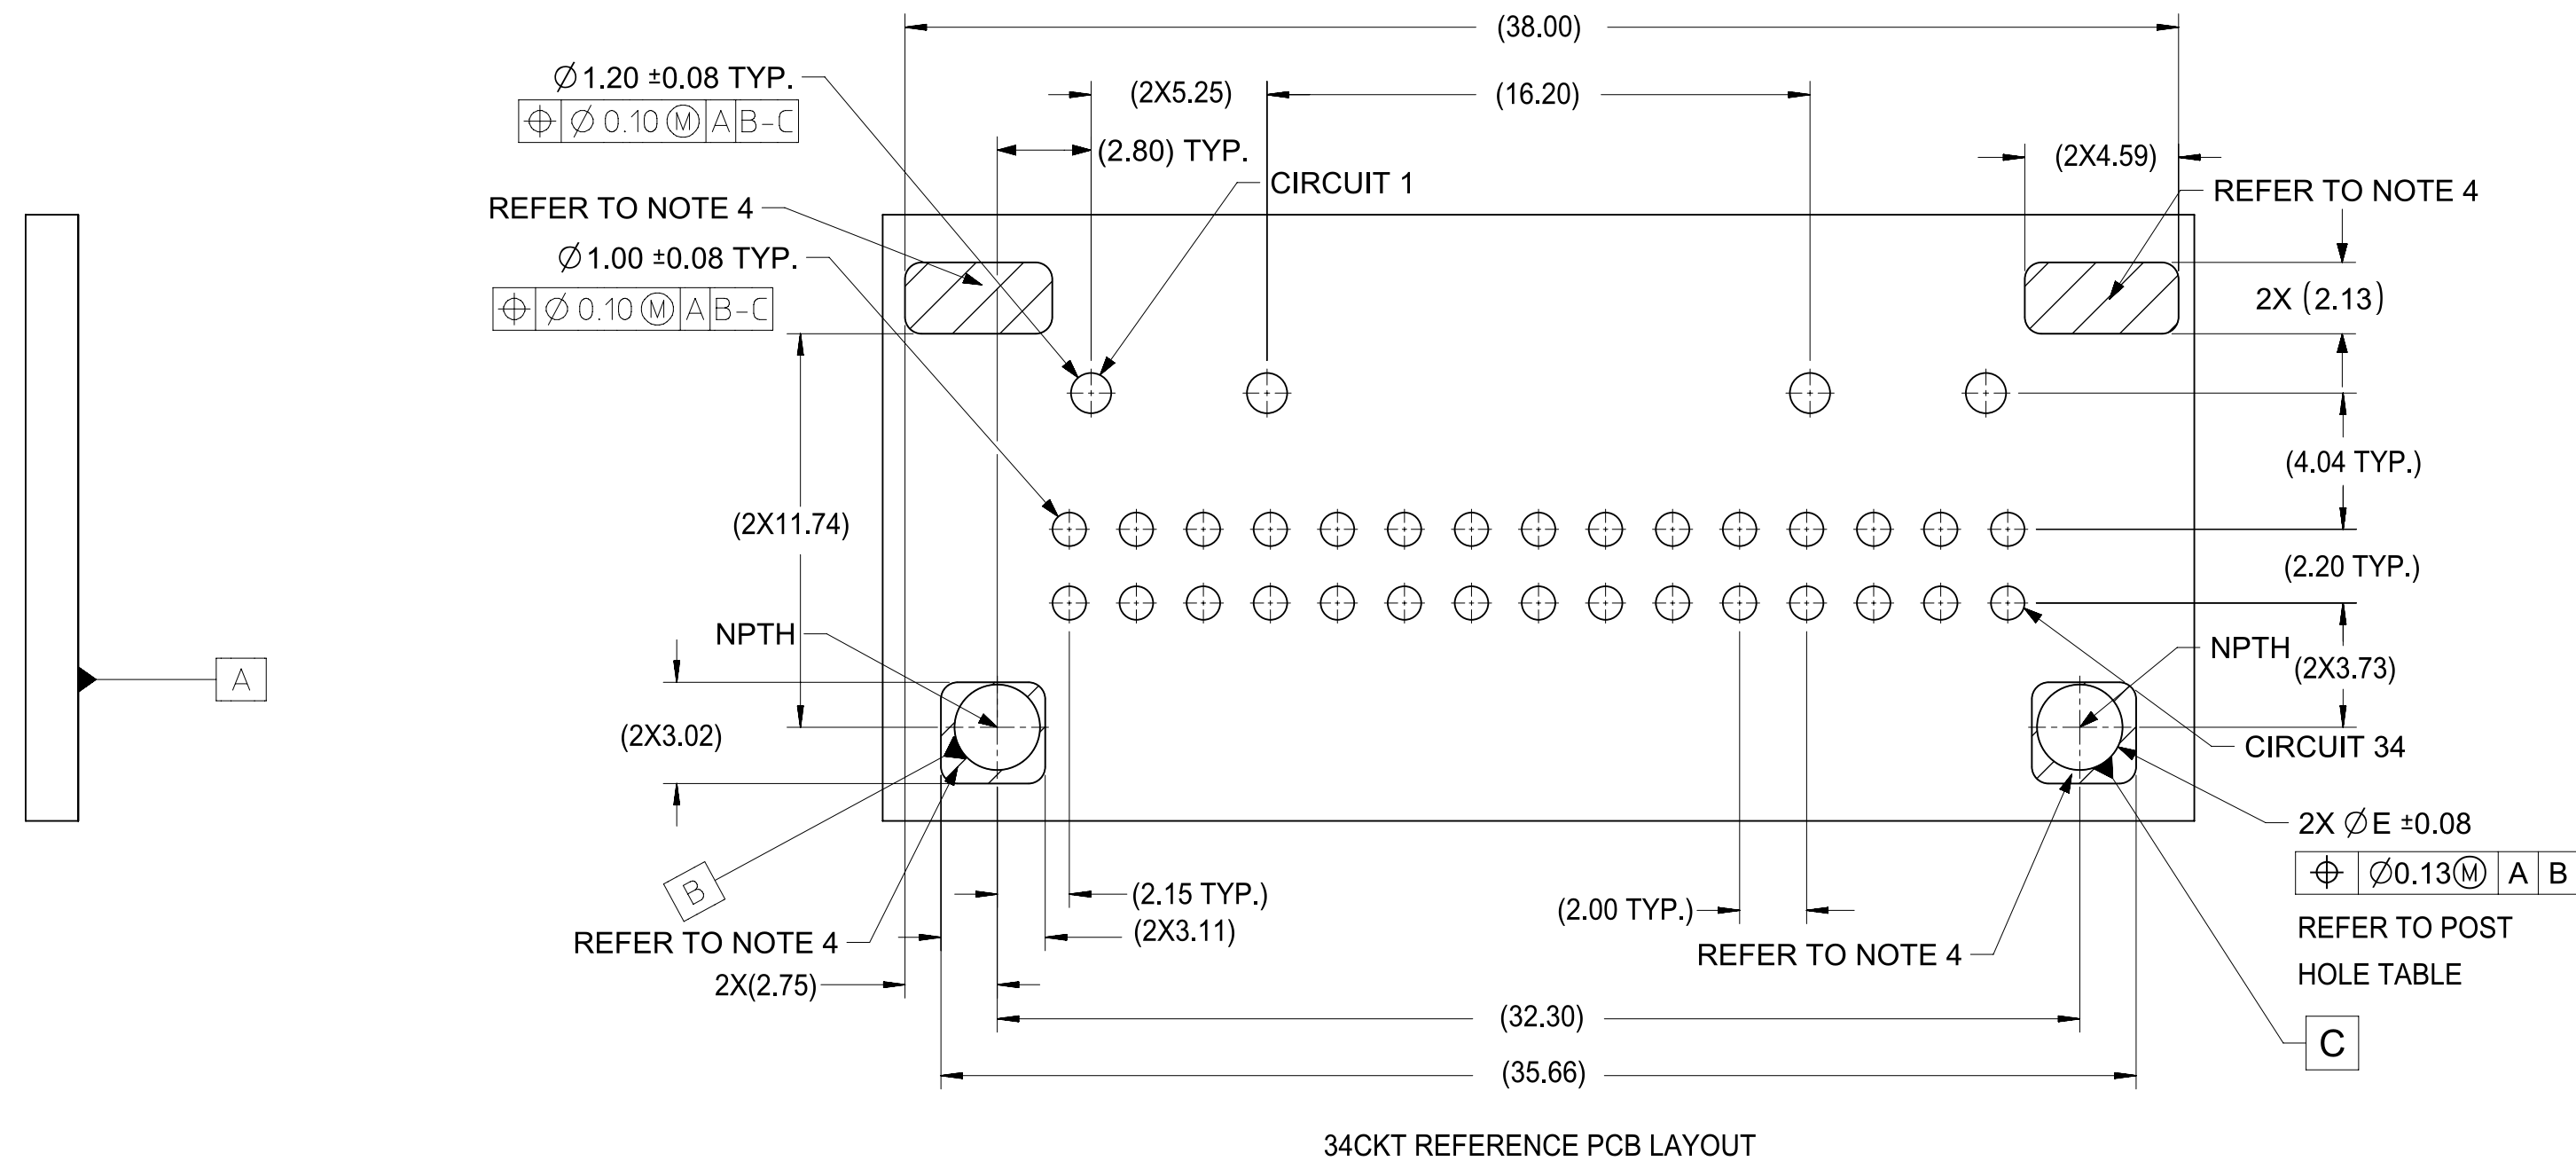 (38.00)
Ø1.20 ±0.08 TYP.
(2X5.25)
(16.20)
⌖ Ø 0.10 Ⓜ A B-C
(2.80) TYP.
(2X4.59)
CIRCUIT 1
REFER TO NOTE 4
REFER TO NOTE 4
Ø1.00 ±0.08 TYP.
⌖ Ø 0.10 Ⓜ A B-C
2X (2.13)
(4.04 TYP.)
(2X11.74)
(2.20 TYP.)
NPTH
NPTH
(2X3.73)
A
(2X3.02)
CIRCUIT 34
2X ØE ±0.08
⌖ Ø0.13Ⓜ A B
B
(2.15 TYP.)
(2.00 TYP.)
(2X3.11)
REFER TO POST
HOLE TABLE
REFER TO NOTE 4
REFER TO NOTE 4
2X(2.75)
(32.30)
C
(35.66)
34CKT REFERENCE PCB LAYOUT